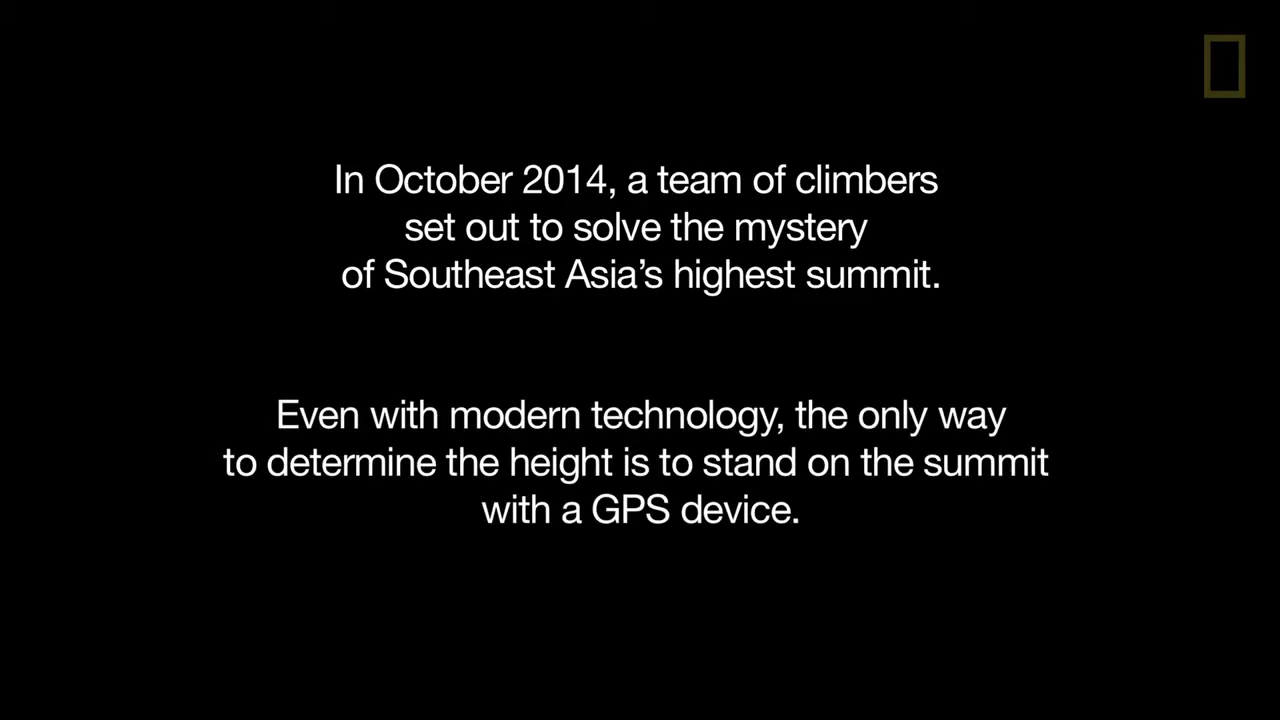 In October 2014, a team of climbers
set out to solve the mystery
of Southeast Asia’s highest summit.
Even with modern technology, the only way
to determine the height is to stand on the summit
with a GPS device.